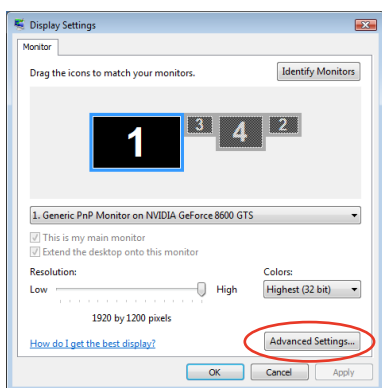 Display Settings
Monitor
Drag the icons to match your monitors.
Identify Monitors
1
3
4
2
1. Generic PnP Monitor on NVIDIA GeForce 8600 GTS
This is my main monitor
Extend the desktop onto this monitor
Resolution:
Colors:
Low
High
Highest (32 bit)
1920 by 1200 pixels
How do I get the best display?
Advanced Settings...
OK
Cancel
Apply